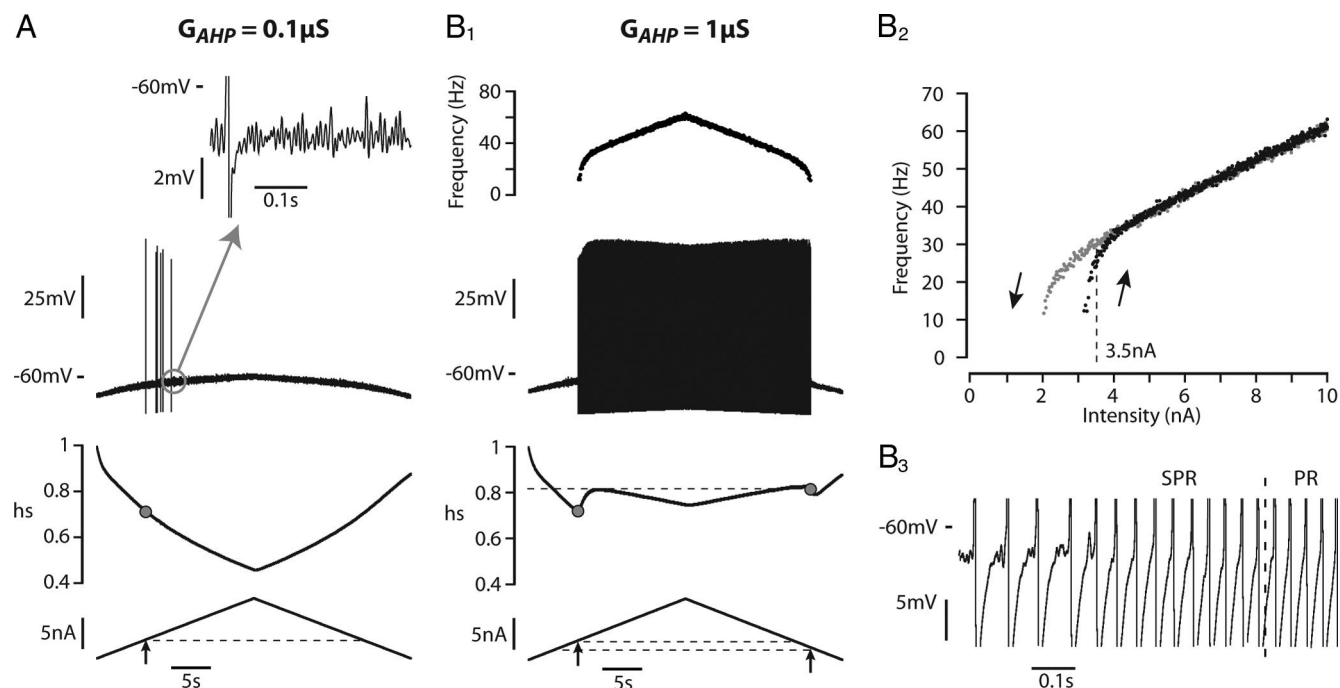 A
G_AHP = 0.1µS
-60mV
2mV
0.1s
25mV
-60mV
1
0.8
hs
0.6
0.4
5nA
5s
B₁
G_AHP = 1µS
80
Frequency (Hz)
40
0
25mV
-60mV
1
0.8
hs
0.6
0.4
5nA
5s
B₂
70
60
50
Frequency (Hz)
40
30
20
10
0
3.5nA
0 2 4 6 8 10
Intensity (nA)
B₃
SPR PR
-60mV
5mV
0.1s